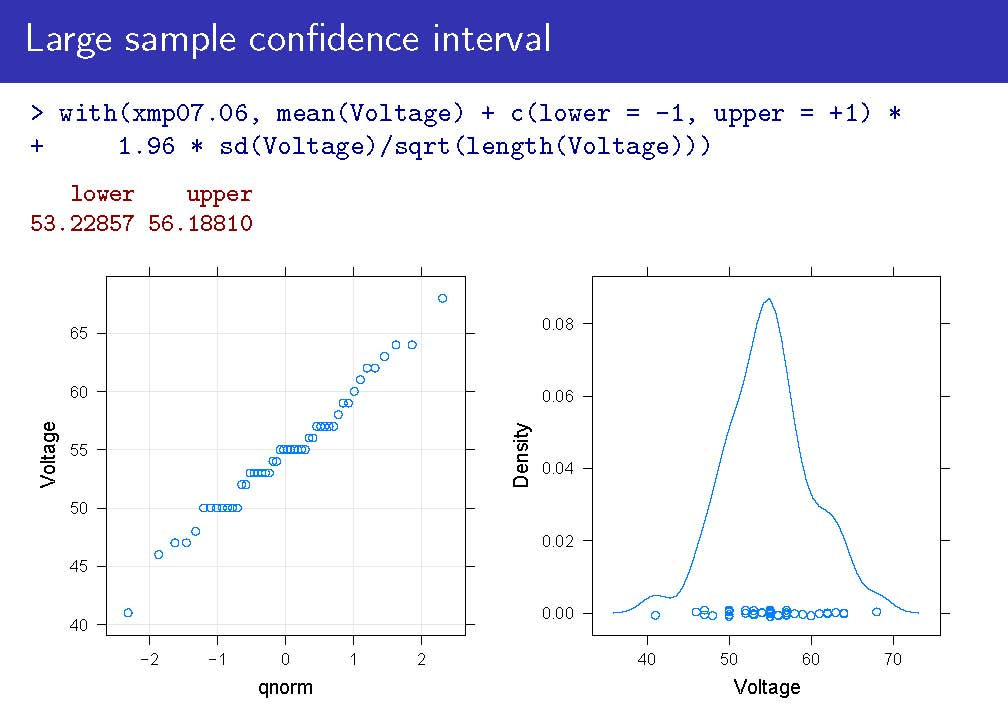 Large sample confidence interval
> with(xmp07.06, mean(Voltage) + c(lower = -1, upper = +1) *
+     1.96 * sd(Voltage)/sqrt(length(Voltage)))
   lower    upper
53.22857 56.18810
Voltage
65
60
55
50
45
40
−2 −1 0 1 2
qnorm
Density
0.08
0.06
0.04
0.02
0.00
40 50 60 70
Voltage